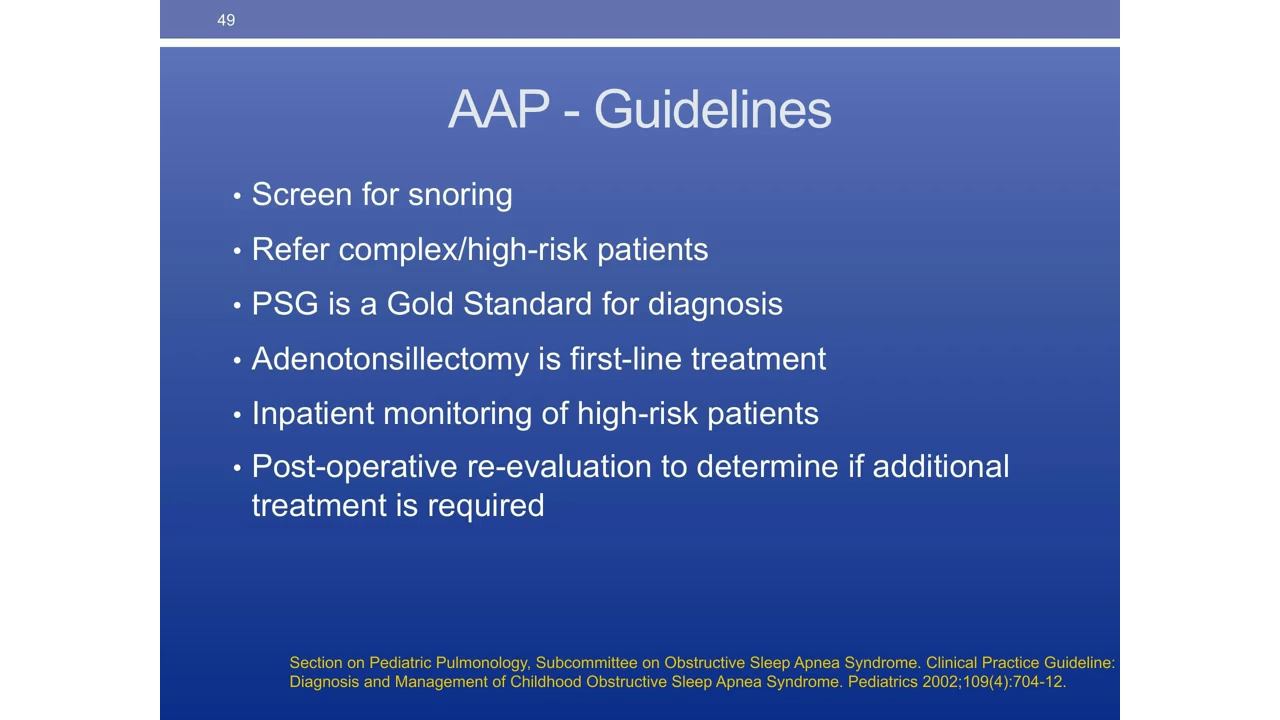 49
AAP - Guidelines
• Screen for snoring
• Refer complex/high-risk patients
• PSG is a Gold Standard for diagnosis
• Adenotonsillectomy is first-line treatment
• Inpatient monitoring of high-risk patients
• Post-operative re-evaluation to determine if additional
treatment is required
Section on Pediatric Pulmonology, Subcommittee on Obstructive Sleep Apnea Syndrome. Clinical Practice Guideline:
Diagnosis and Management of Childhood Obstructive Sleep Apnea Syndrome. Pediatrics 2002;109(4):704-12.